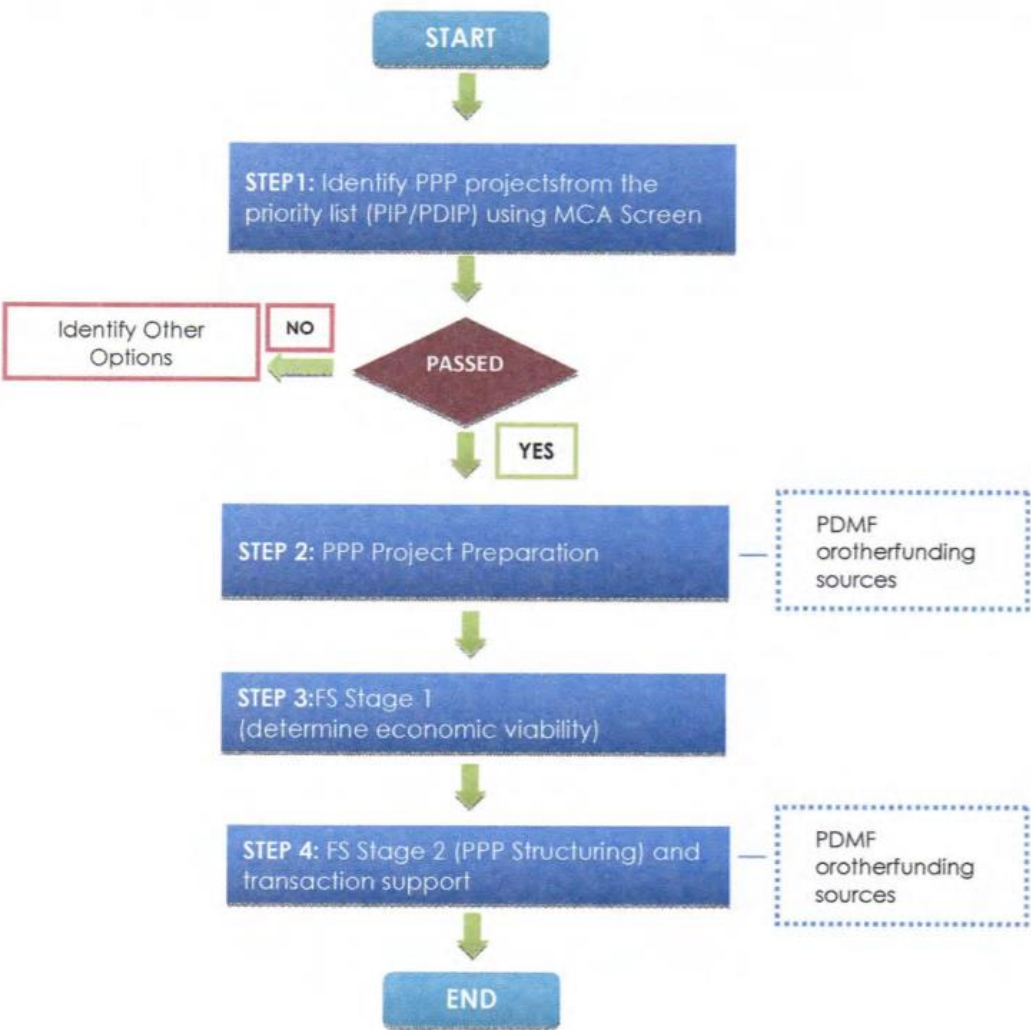 START
STEP1: Identify PPP projectsfrom the
priority list (PIP/PDIP) using MCA Screen
Identify Other
Options
NO
PASSED
YES
STEP 2: PPP Project Preparation
PDMF
orotherfunding
sources
STEP 3:FS Stage 1
(determine economic viability)
STEP 4: FS Stage 2 (PPP Structuring) and
transaction support
PDMF
orotherfunding
sources
END